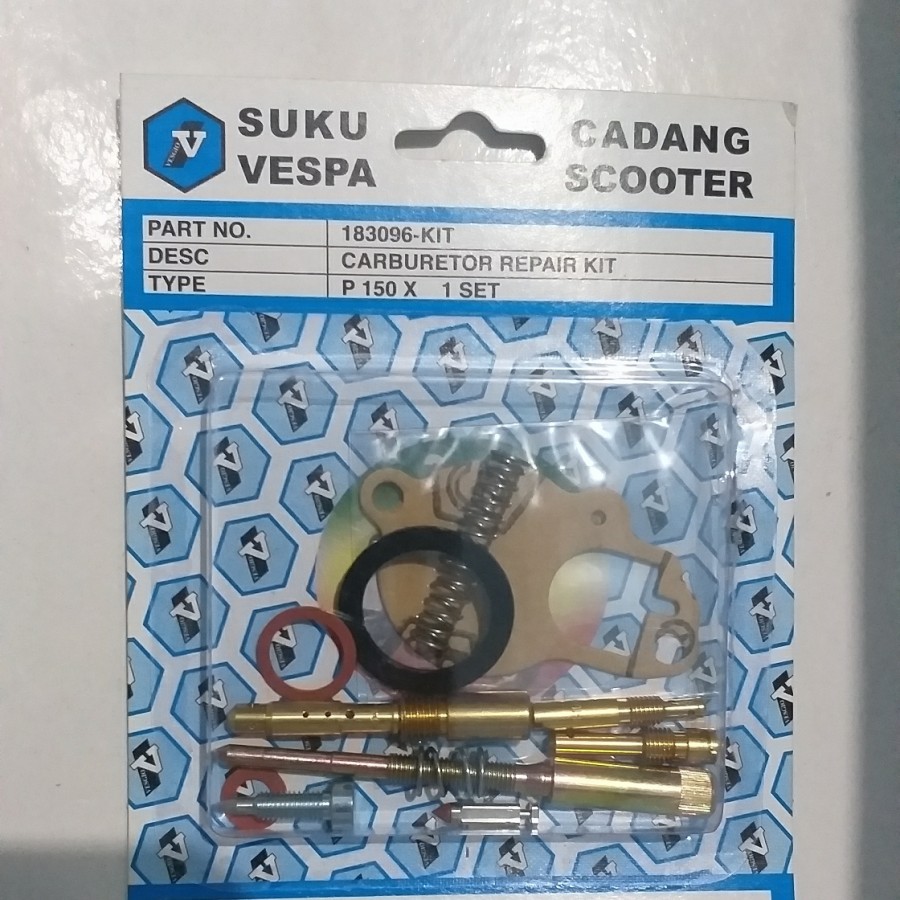 SUKU CADANG
VESPA SCOOTER
PART NO. 183096-KIT
DESC CARBURETOR REPAIR KIT
TYPE P 150 X 1 SET